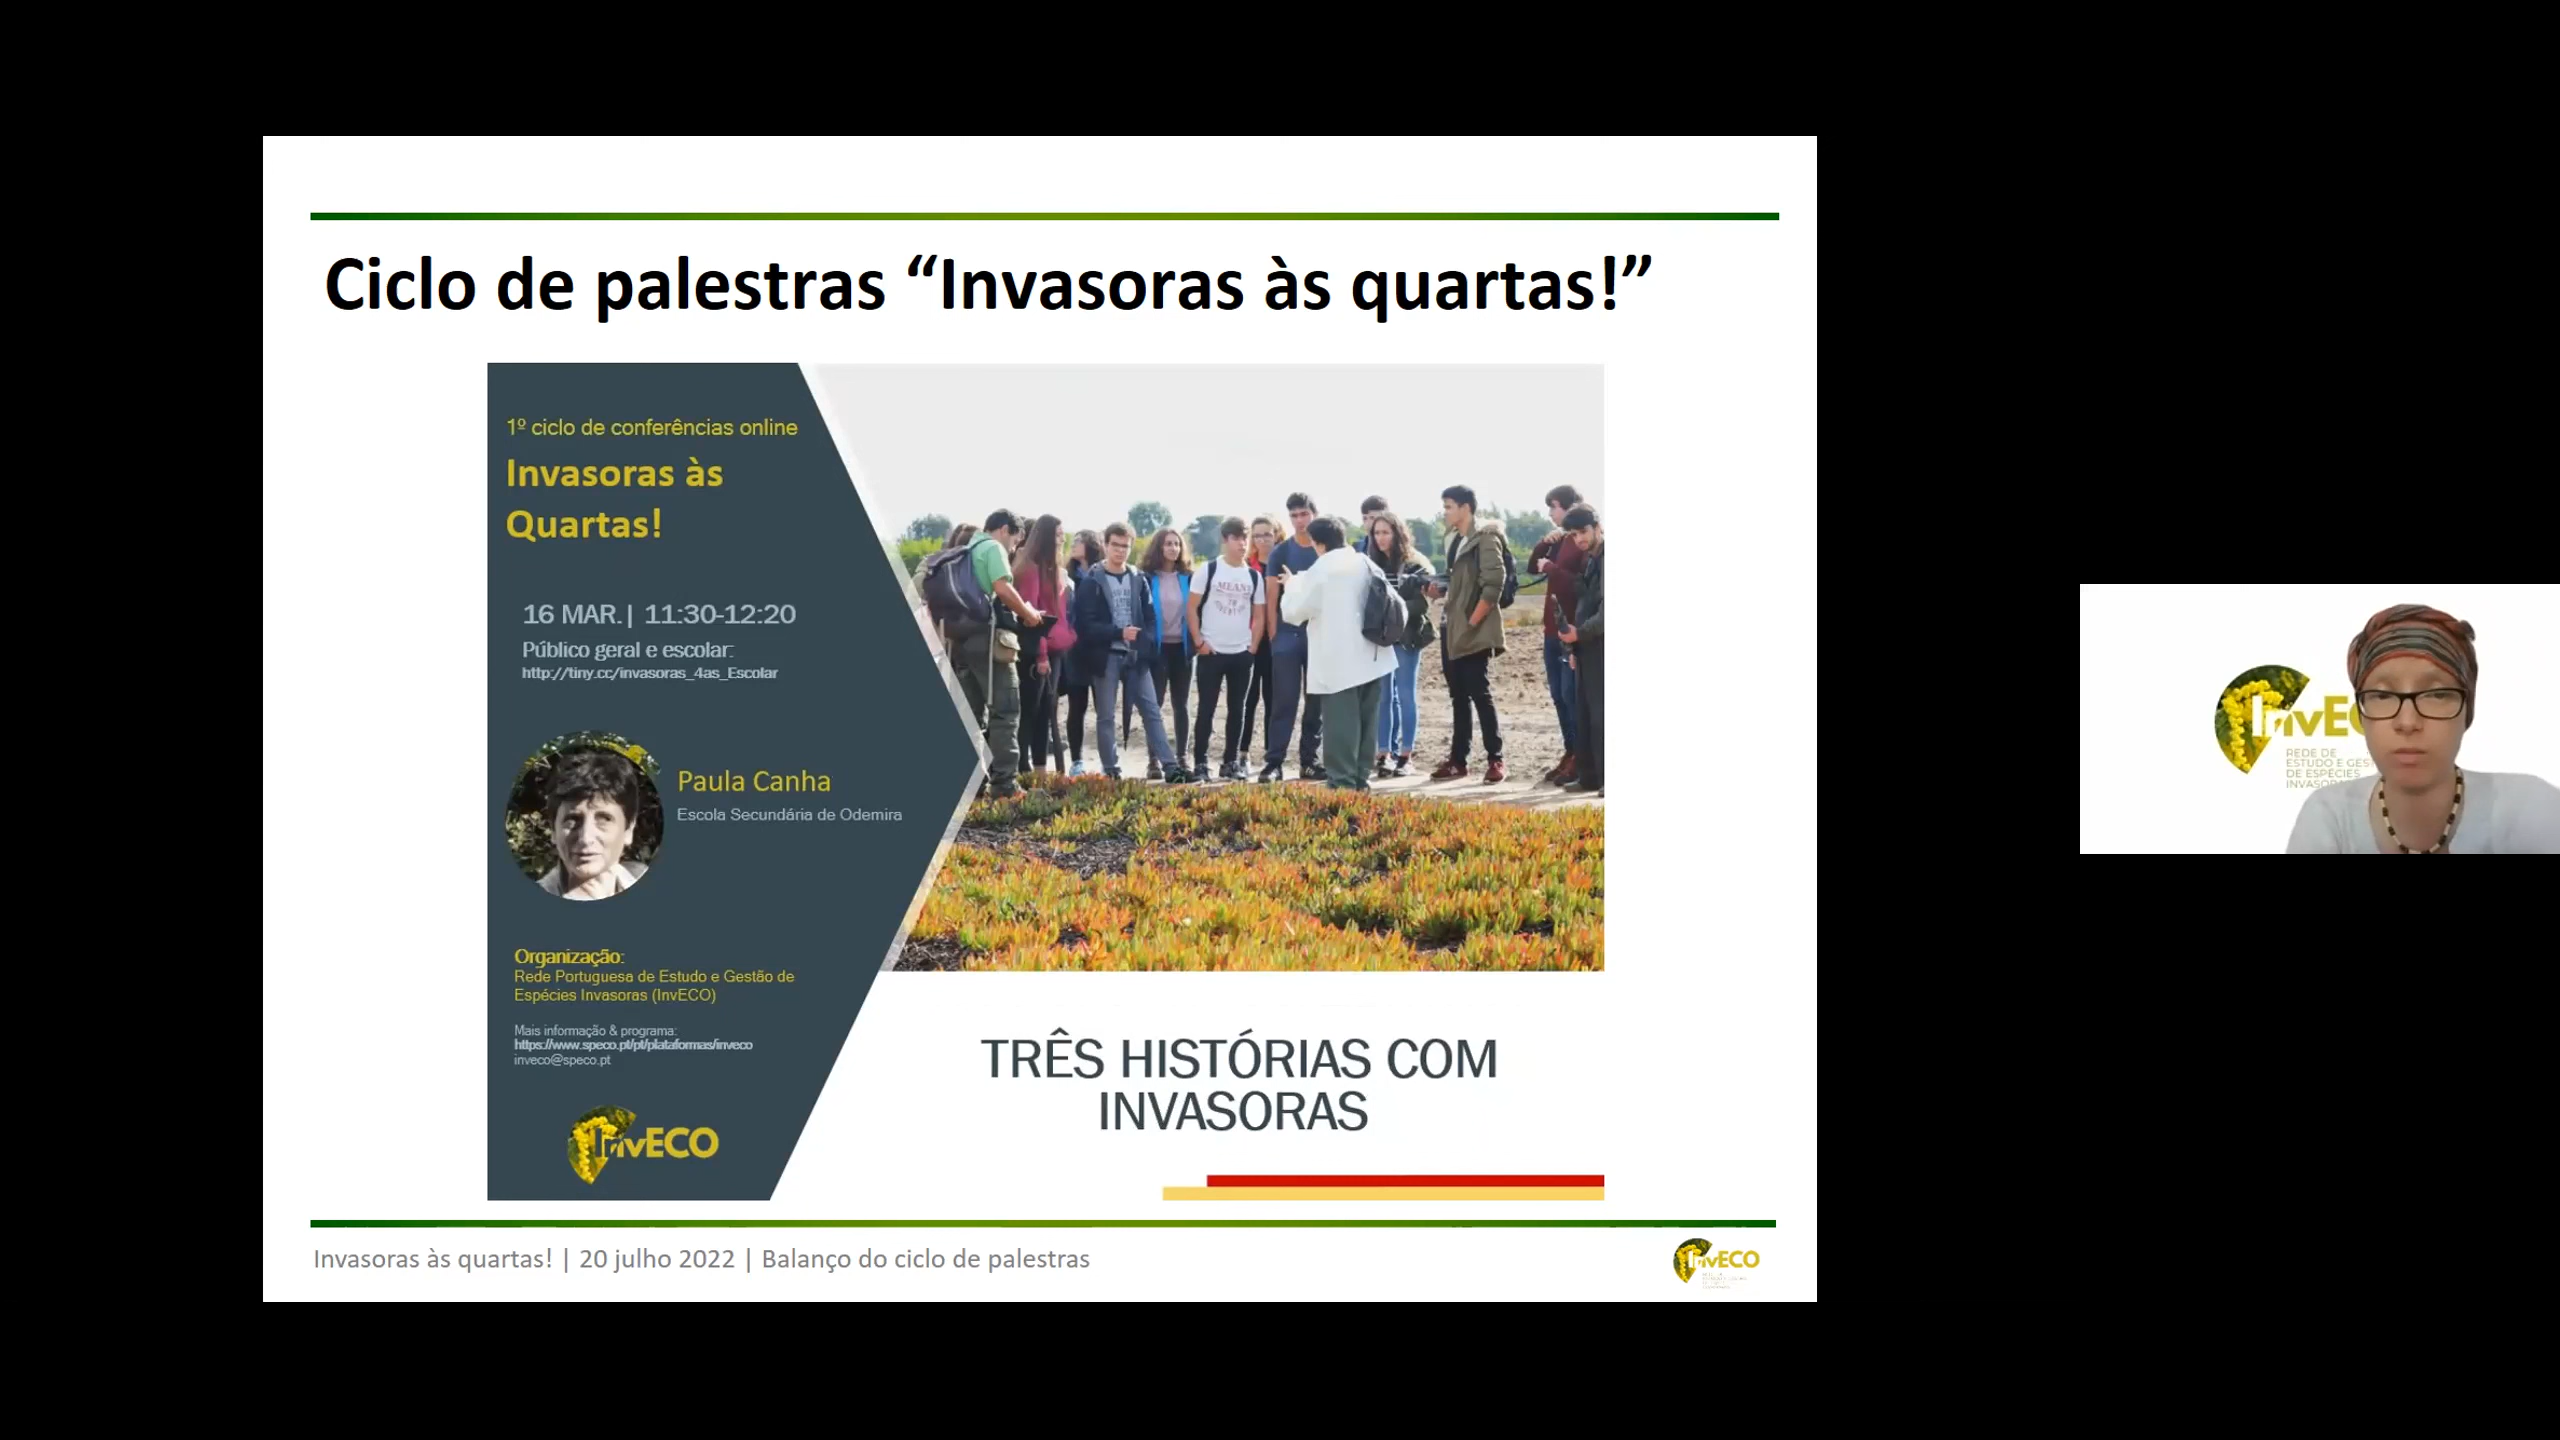 Ciclo de palestras “Invasoras às quartas!”
1º ciclo de conferências online
Invasoras às
Quartas!
16 MAR.| 11:30-12:20
Público geral e escolar:
http://tiny.cc/invasoras_4as_Escolar
Paula Canha
Escola Secundária de Odemira
Organização:
Rede Portuguesa de Estudo e Gestão de
Espécies Invasoras (InvECO)
Mais informação & programa:
https://www.speco.pt/pt/plataformas/inveco
inveco@speco.pt
InvECO
MEANT
TRÊS HISTÓRIAS COM
INVASORAS
Invasoras às quartas! | 20 julho 2022 | Balanço do ciclo de palestras
InvECO
InvEC
REDE DE
ESTUDO E GEST
DE ESPÉCIES